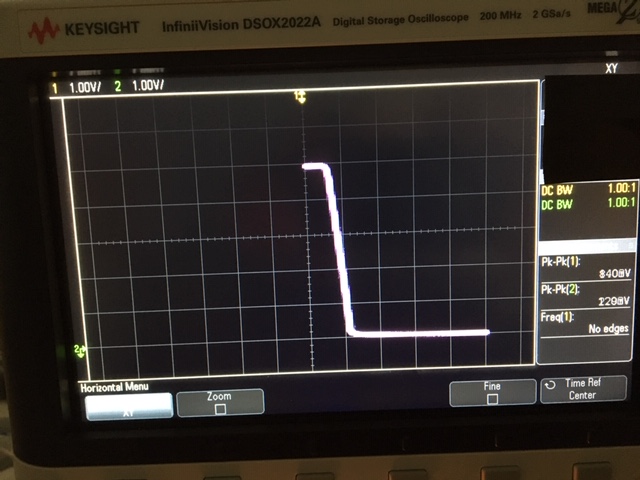 KEYSIGHT InfiniiVision DSOX2022A Digital Storage Oscilloscope 200 MHz 2 GSa/s MEGA
1 1.00V/ 2 1.00V/ XY
DC BW 1.00:1
DC BW 1.00:1
Pk-Pk(1):
840mV
Pk-Pk(2):
Freq(1):
No edges
2
Horizontal Menu
XY
Zoom
Fine
Time Ref
Center